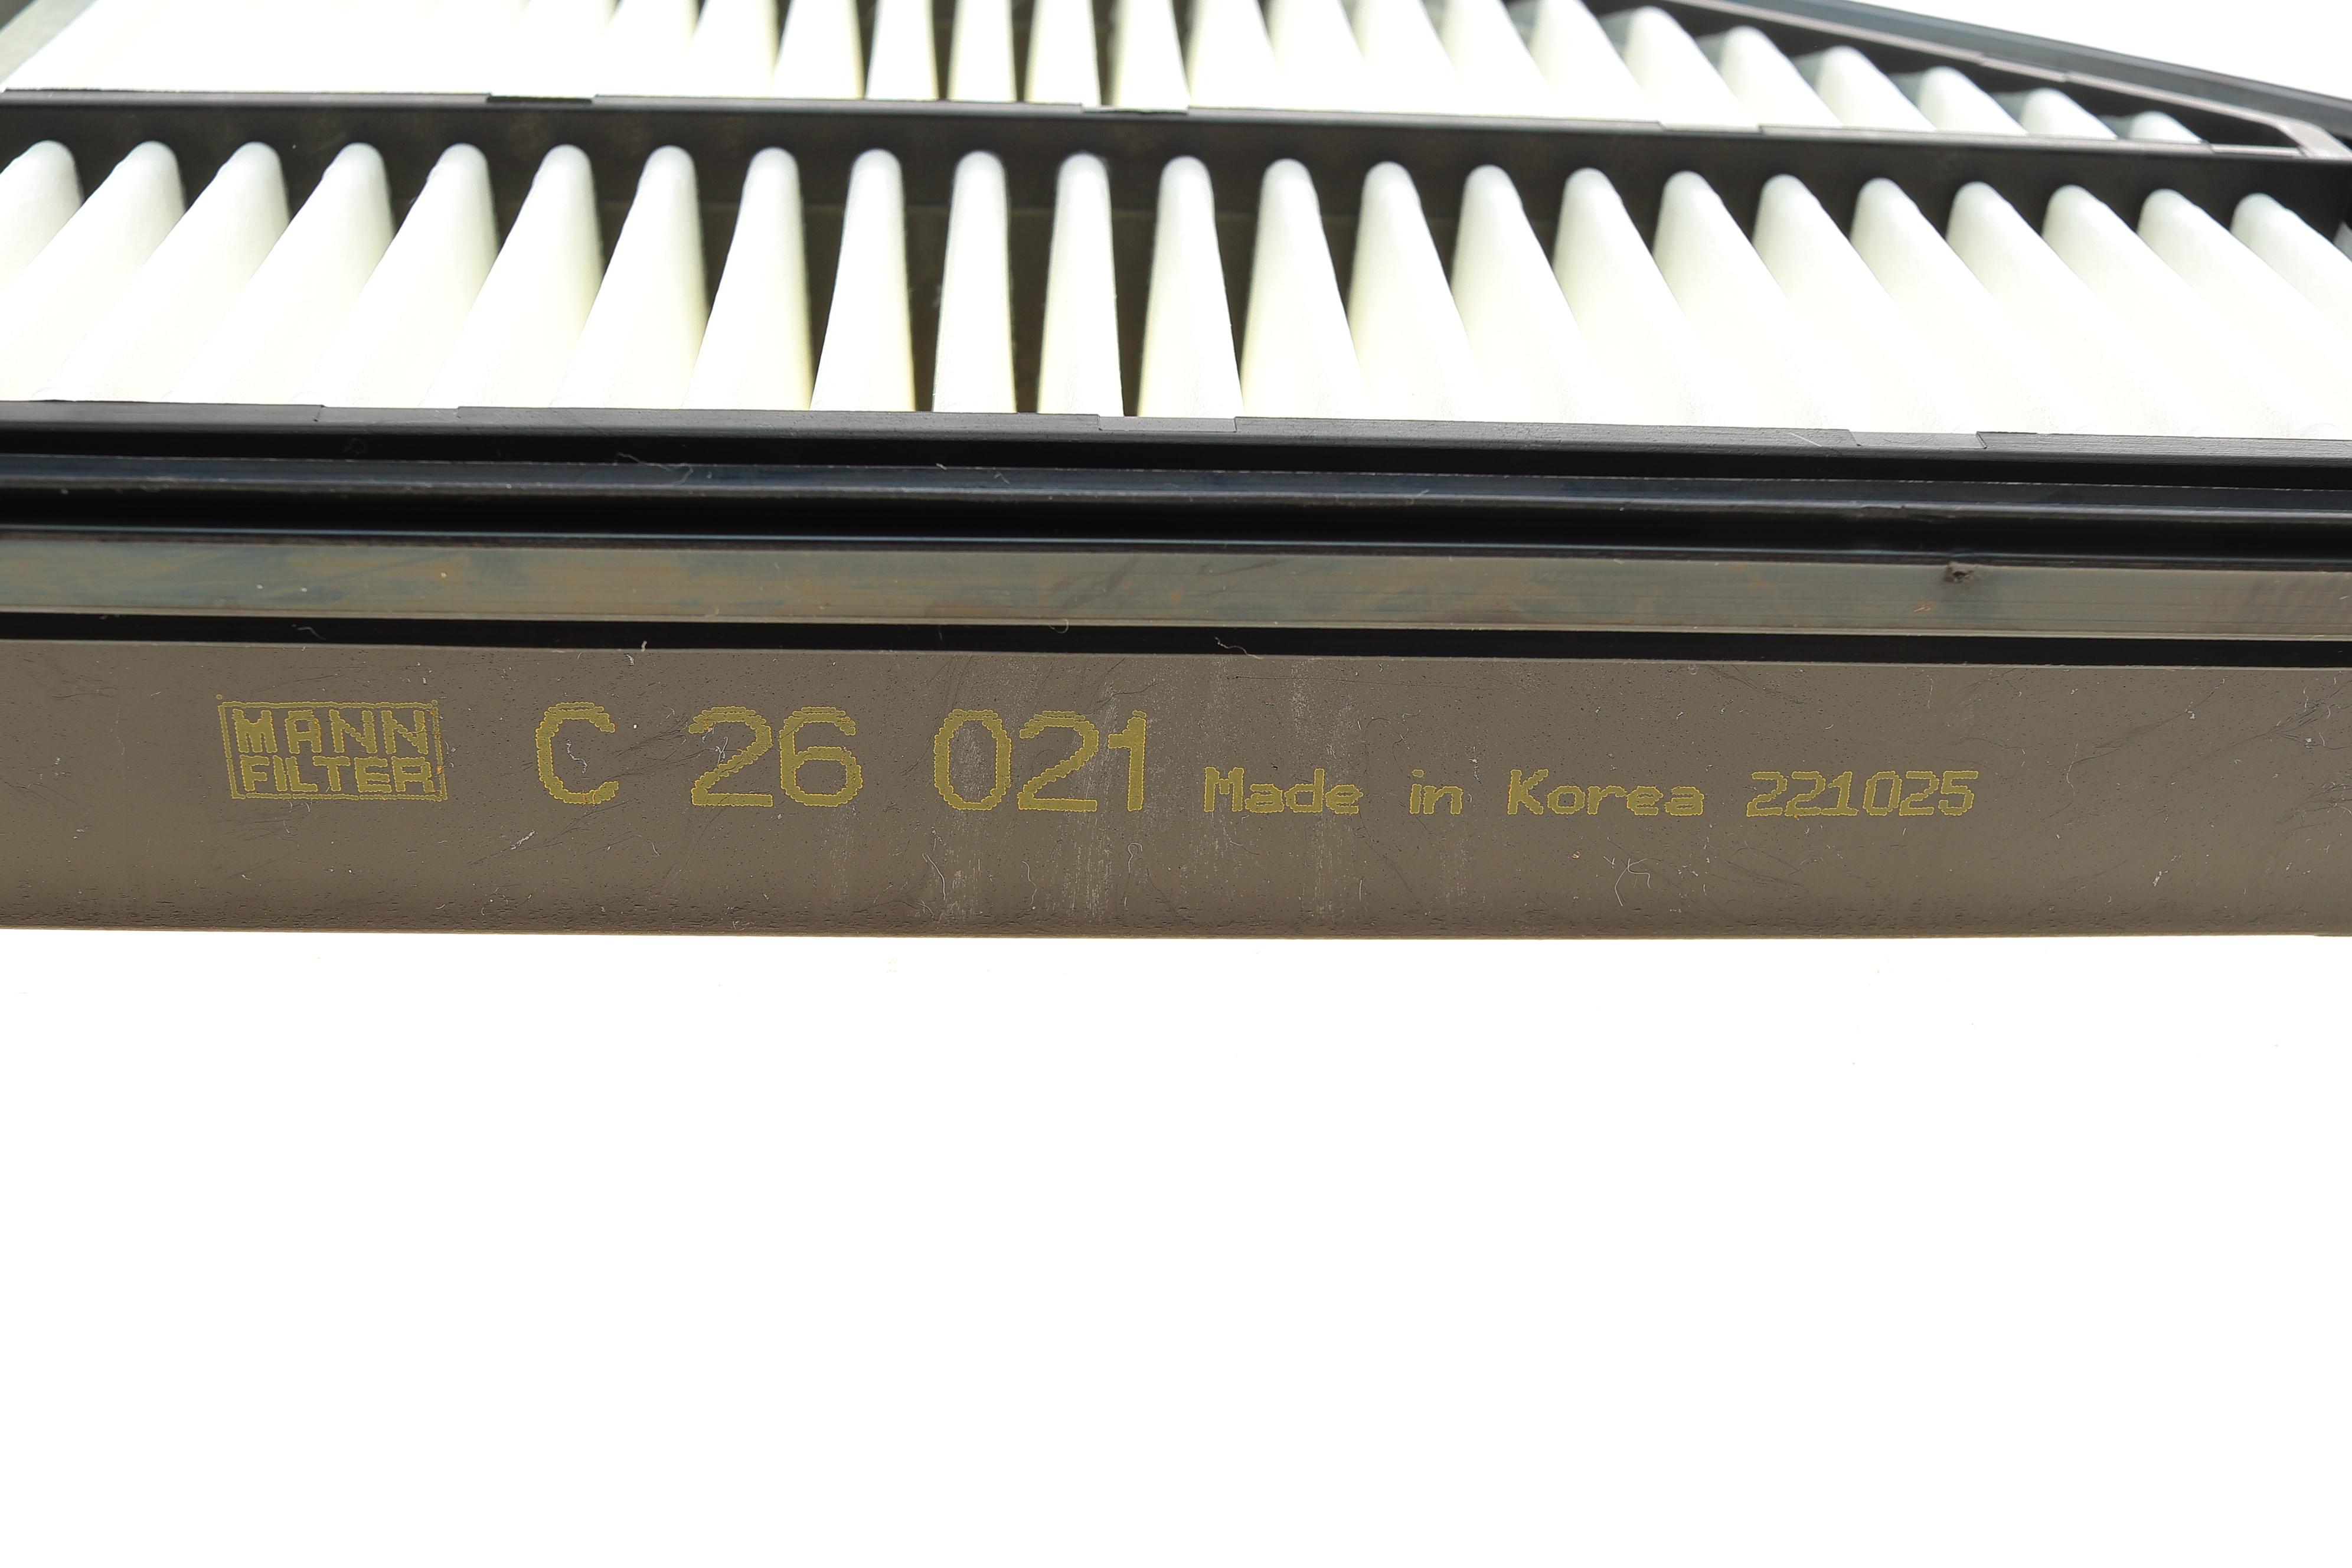 MANN
FILTER
C 26 021 Made in Korea 221025